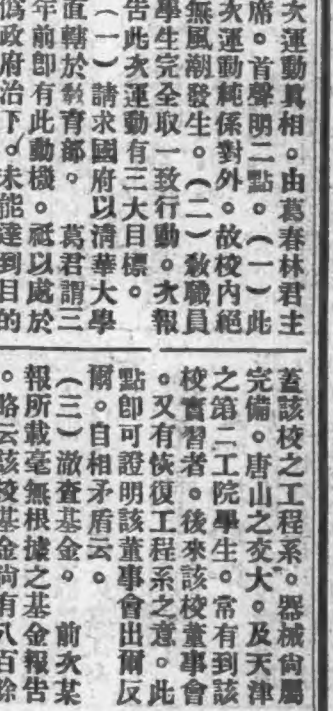 次運動眞相。由葛春林君主
席。首聲明二點。(一)此
次運動純係對外。故校內絕
無風潮發生。(二)敎職員
學生完全取一致行動。次報
告此次運動有三大目標。
(一)請求國府以清華大學
直轄於敎育部。　葛君謂三
年前卽有此動機。祇以處於
僞政府治下。未能達到目的
蓋該校之工程系。器械尙屬
完備。唐山之交大。及天津
之第二工院學生。常有到該
校實習者。後來該校董事會
。又有恢復工程系之意。此
點卽可證明該董事會出爾反
爾。自相矛盾云。
(三)澈查基金。　前次某
報所載毫無根據之基金報告
。略云該校基金尙有八百餘